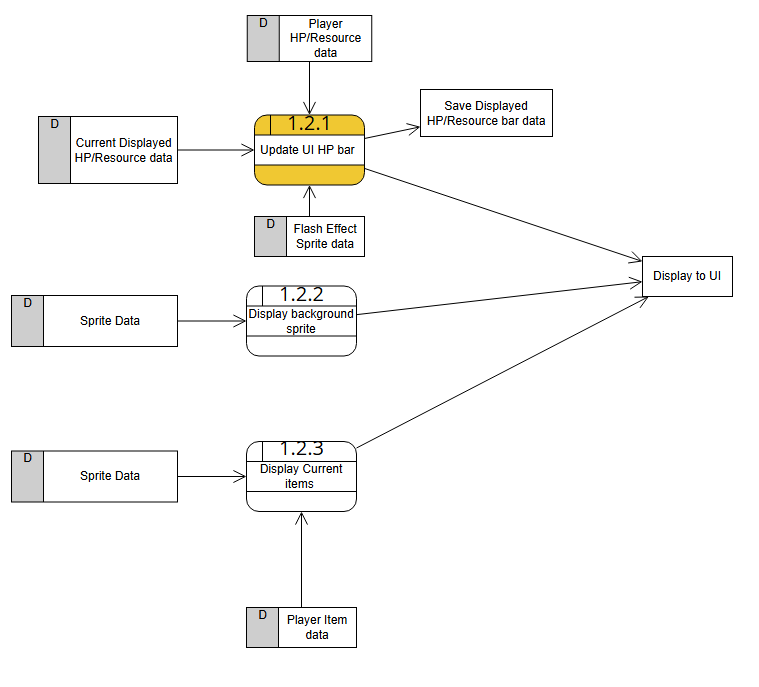 D
Player
HP/Resource
data
Save Displayed
HP/Resource bar data
D
Current Displayed
HP/Resource data
1.2.1
Update UI HP bar
D
Flash Effect
Sprite data
Display to UI
D
Sprite Data
1.2.2
Display background
sprite
D
Sprite Data
1.2.3
Display Current
items
D
Player Item
data